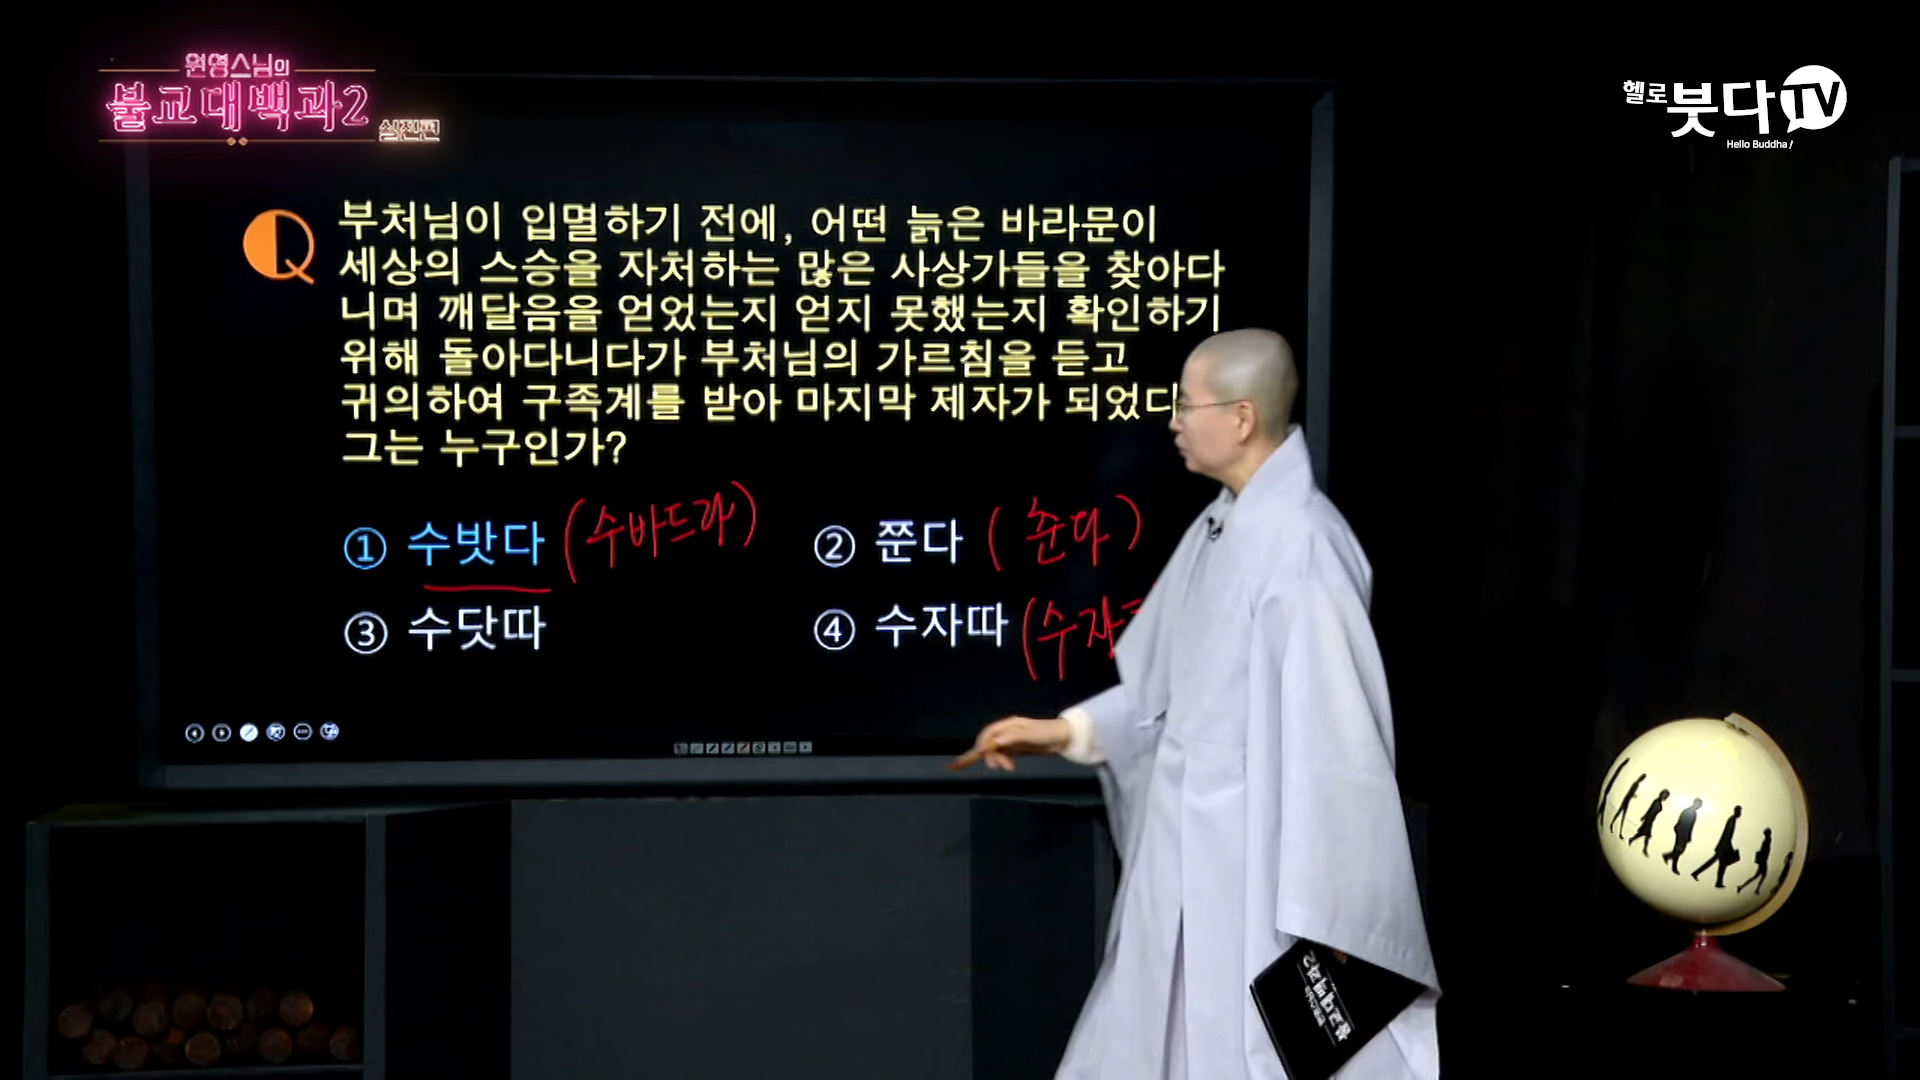 원영스님의
불교대백과2
실전편
헬로붓다TV
Hello Buddha!
Q
부처님이 입멸하기 전에, 어떤 늙은 바라문이
세상의 스승을 자처하는 많은 사상가들을 찾아다
니며 깨달음을 얻었는지 얻지 못했는지 확인하기
위해 돌아다니다가 부처님의 가르침을 듣고
귀의하여 구족계를 받아 마지막 제자가 되었다
그는 누구인가?
① 수밧다 (수바드라) ② 쭌다 (춘다)
③ 수닷따 ④ 수자따 (수자